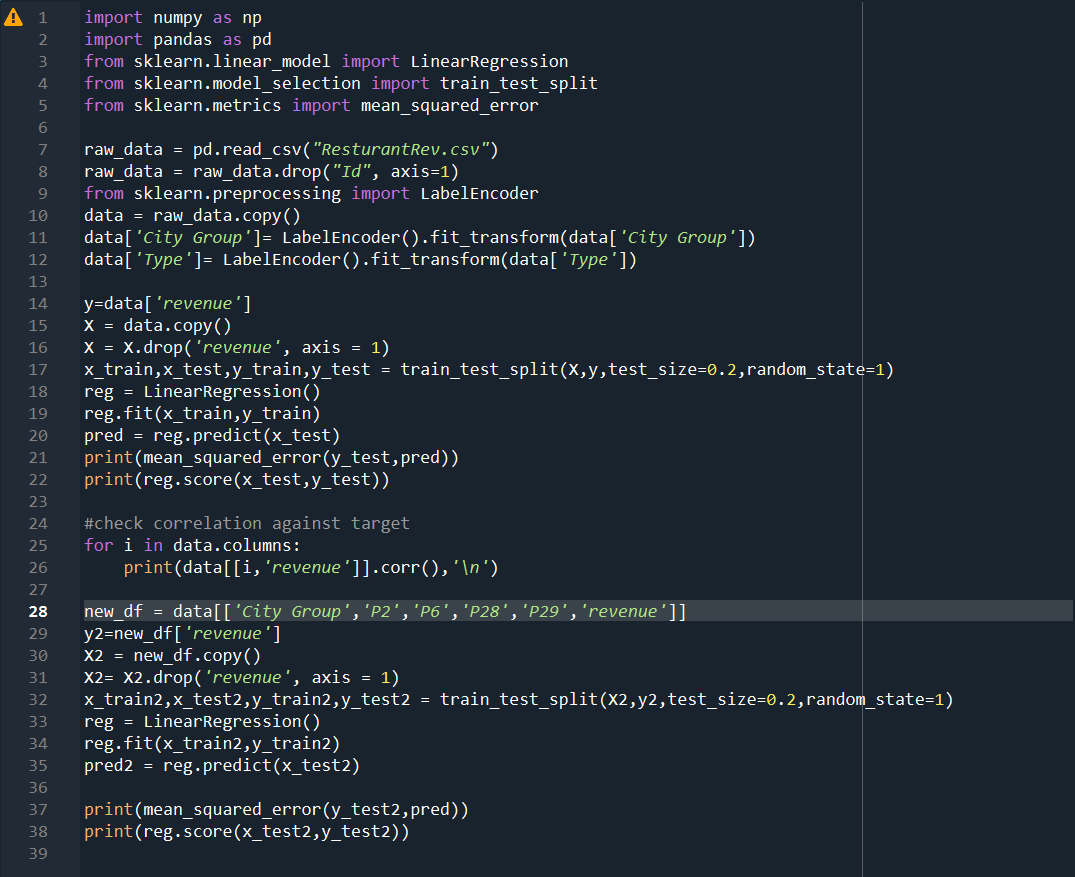 1 import numpy as np
2 import pandas as pd
3 from sklearn.linear_model import LinearRegression
4 from sklearn.model_selection import train_test_split
5 from sklearn.metrics import mean_squared_error
6
7 raw_data = pd.read_csv("ResturantRev.csv")
8 raw_data = raw_data.drop("Id", axis=1)
9 from sklearn.preprocessing import LabelEncoder
10 data = raw_data.copy()
11 data['City Group']= LabelEncoder().fit_transform(data['City Group'])
12 data['Type']= LabelEncoder().fit_transform(data['Type'])
13
14 y=data['revenue']
15 X = data.copy()
16 X = X.drop('revenue', axis = 1)
17 x_train,x_test,y_train,y_test = train_test_split(X,y,test_size=0.2,random_state=1)
18 reg = LinearRegression()
19 reg.fit(x_train,y_train)
20 pred = reg.predict(x_test)
21 print(mean_squared_error(y_test,pred))
22 print(reg.score(x_test,y_test))
23
24 #check correlation against target
25 for i in data.columns:
26     print(data[[i,'revenue']].corr(),'\n')
27
28 new_df = data[['City Group','P2','P6','P28','P29','revenue']]
29 y2=new_df['revenue']
30 X2 = new_df.copy()
31 X2= X2.drop('revenue', axis = 1)
32 x_train2,x_test2,y_train2,y_test2 = train_test_split(X2,y2,test_size=0.2,random_state=1)
33 reg = LinearRegression()
34 reg.fit(x_train2,y_train2)
35 pred2 = reg.predict(x_test2)
36
37 print(mean_squared_error(y_test2,pred))
38 print(reg.score(x_test2,y_test2))
39